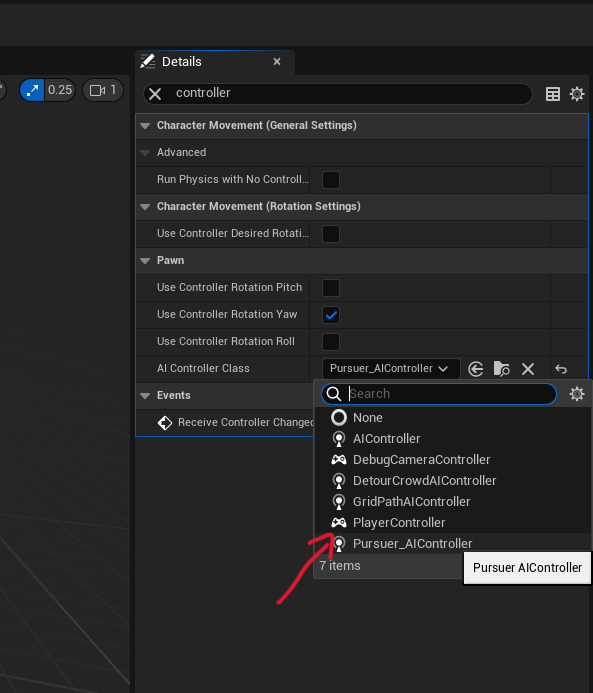 Details
0.25
1
controller
Character Movement (General Settings)
Advanced
Run Physics with No Controll...
Character Movement (Rotation Settings)
Use Controller Desired Rotati...
Pawn
Use Controller Rotation Pitch
Use Controller Rotation Yaw
Use Controller Rotation Roll
AI Controller Class
Pursuer_AIController
Search
Events
None
Receive Controller Changed
AIController
DebugCameraController
DetourCrowdAIController
GridPathAIController
PlayerController
Pursuer_AIController
7 items
Pursuer AIController